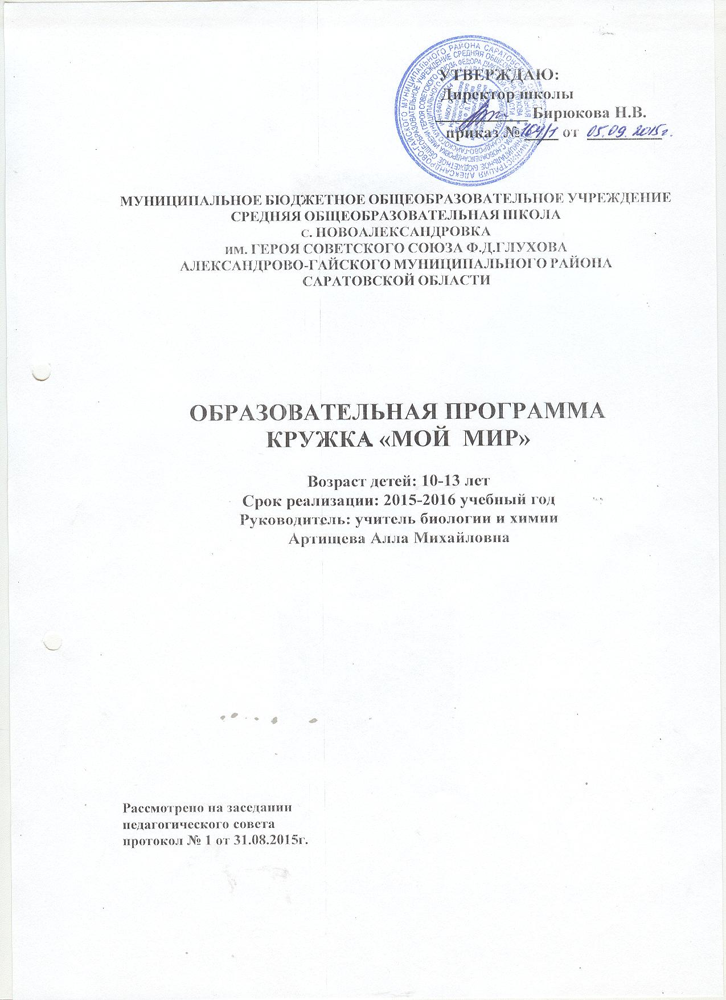 УТВЕРЖДАЮ:
Директор школы
Бирюкова Н.В.
приказ № 164/1 от 05.09.2015г.
МУНИЦИПАЛЬНОЕ БЮДЖЕТНОЕ ОБЩЕОБРАЗОВАТЕЛЬНОЕ УЧРЕЖДЕНИЕ
СРЕДНЯЯ ОБЩЕОБРАЗОВАТЕЛЬНАЯ ШКОЛА
с. НОВОАЛЕКСАНДРОВКА
им. ГЕРОЯ СОВЕТСКОГО СОЮЗА Ф.Д.ГЛУХОВА
АЛЕКСАНДРОВО-ГАЙСКОГО МУНИЦИПАЛЬНОГО РАЙОНА
САРАТОВСКОЙ ОБЛАСТИ
ОБРАЗОВАТЕЛЬНАЯ ПРОГРАММА
КРУЖКА «МОЙ МИР»
Возраст детей: 10-13 лет
Срок реализации: 2015-2016 учебный год
Руководитель: учитель биологии и химии
Артищева Алла Михайловна
Рассмотрено на заседании
педагогического совета
протокол № 1 от 31.08.2015г.